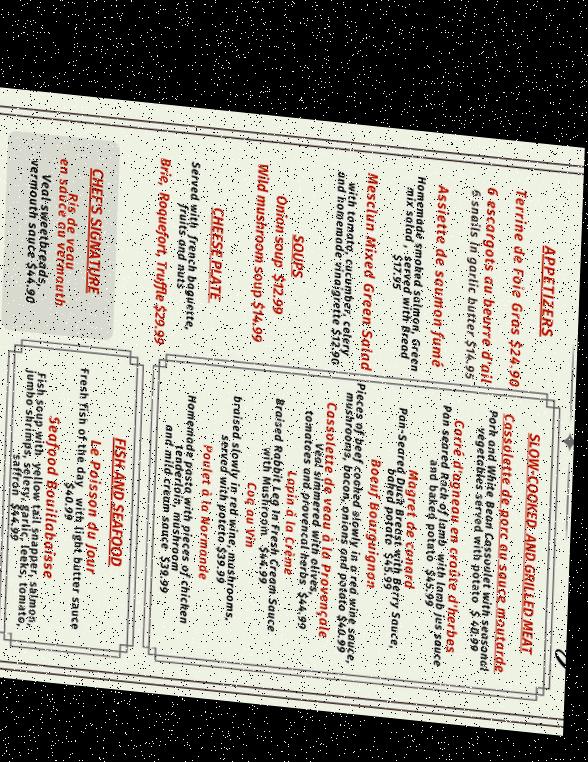 APPETIZERS
Terrine de Foie Gras $24.90
6 escargots au beurre d'ail
6 snails in garlic butter $14.95
Assiette de saumon fumé
Homemade smoked salmon, Green
mix salad, served with Breed
$17.95
Mesclun Mixed Green Salad
with tomato, cucumber, celery
and homemade vinaigrette $12.90
SOUPS
Onion soup $12.99
Wild mushroom soup $14.99
CHEESE PLATE
Served with french baguette,
fruits and nuts
Brie, Roquefort, Truffle $29.99
CHEF'S SIGNATURE
Ris de veau
en sauce au vermouth
Veal sweetbreads,
vermouth sauce $44.90
SLOW-COOKED AND GRILLED MEAT
Cassolette de porc au sauce moutarde
Pork and White Bean Cassoulet with seasonal
vegetables served with potato $ 40.99
Carré d'agneau en croûte d'herbes
Pan seared Rack of lamb, with lamb jus sauce
and baked potato $45.99
Magret de canard
Pan-Seared Duck Breast with Berry Sauce,
baked potato $45.99
Boeuf Bourguignon
Pieces of beef cooked slowly in a red wine sauce,
mushrooms, bacon, onions and potato $40.99
Cassolette de veau à la Provençale
Veal simmered with olives,
tomatoes and provencal herbs $44.99
Lapin à la Crème
Braised Rabbit Leg in Fresh Cream Sauce
with Mushroom $44.99
Coq au Vin
braised slowly in red wine, mushrooms,
served with potato $39.99
Poulet à la Normande
Homemade pasta with pieces of chicken
tenderloin, mushroom
and mild cream sauce $39.99
FISH AND SEAFOOD
Le Poisson du Jour
Fresh fish of the day with light butter sauce
$40.99
Seafood Bouillabaisse
Fish soup with yellow tail snapper, salmon,
jumbo shrimps, celery, garlic, leeks, tomato,
saffron $44.99